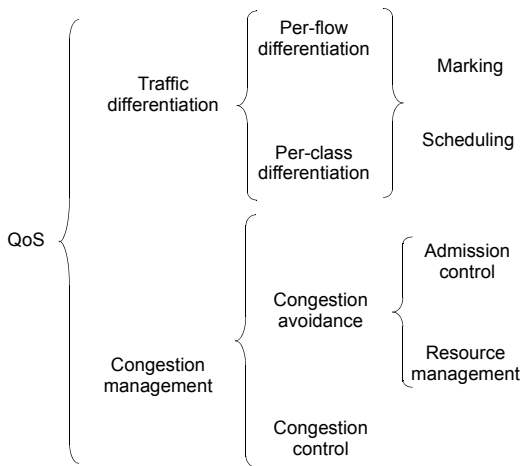 Per-flow
differentiation
Marking
Traffic
differentiation
Scheduling
Per-class
differentiation
QoS
Admission
control
Congestion
avoidance
Congestion
management
Resource
management
Congestion
control